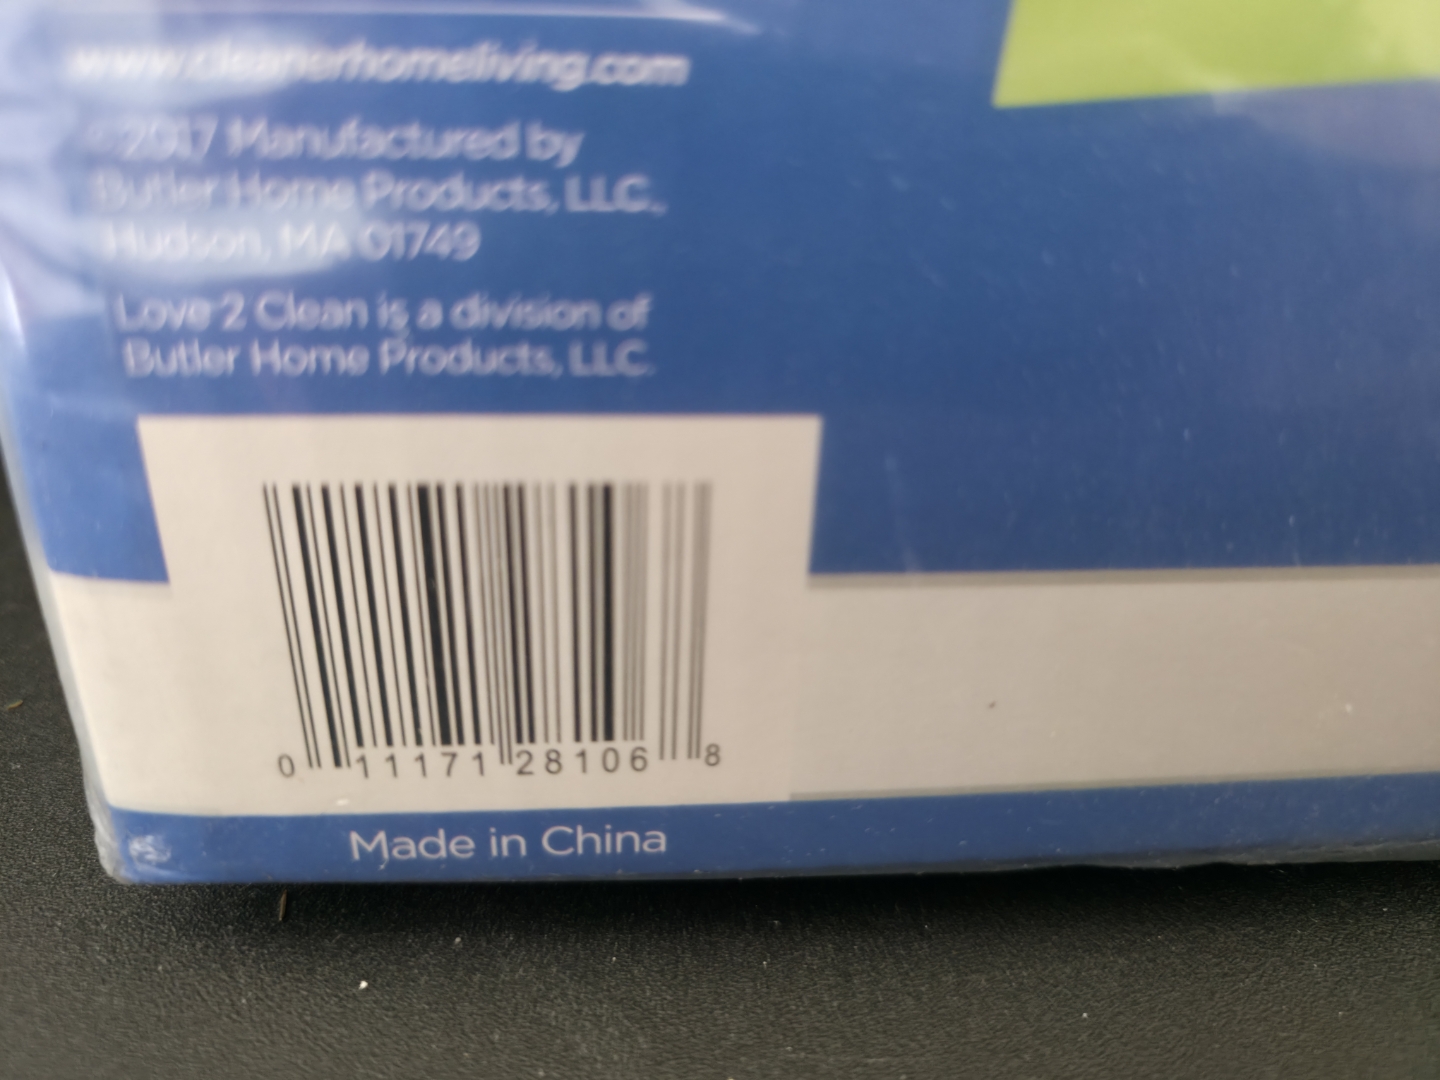 www.cleanerhomeliving.com
©2017 Manufactured by
Butler Home Products, LLC.,
Hudson, MA 01749
Love 2 Clean is a division of
Butler Home Products, LLC.
0 11171 28106 8
Made in China